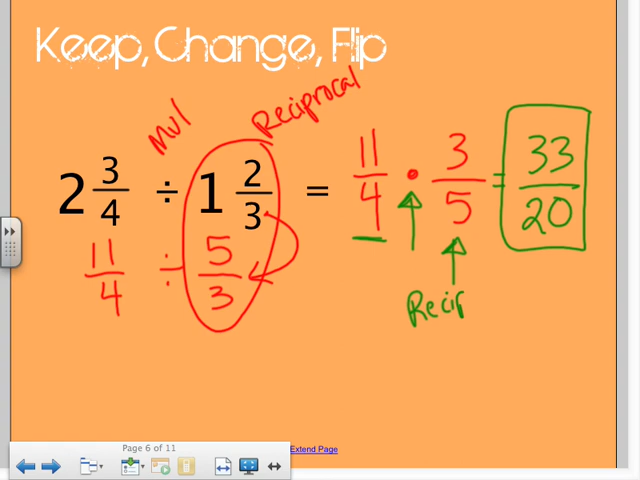 Keep, Change, Flip
Mul
Reciprocal
2 3/4 ÷ 1 2/3 = 11/4 • 3/5 = 33/20
11/4 ÷ 5/3
Recip
Page 6 of 11
Extend Page